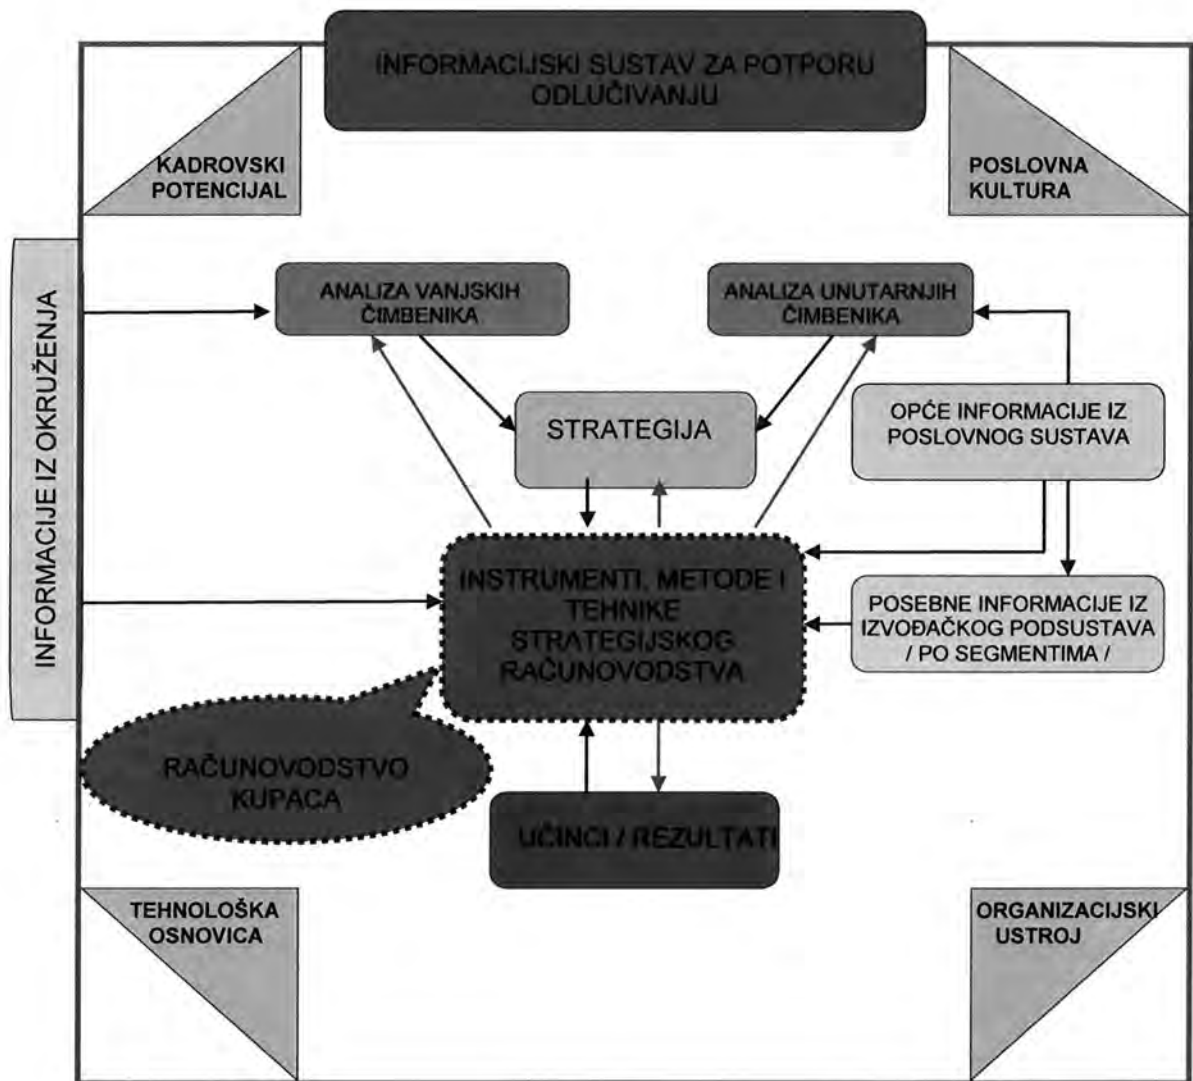 INFORMACIJSKI SUSTAV ZA POTPORU
ODLUČIVANJU
KADROVSKI
POTENCIJAL
POSLOVNA
KULTURA
INFORMACIJE IZ OKRUŽENJA
ANALIZA VANJSKIH
ČIMBENIKA
ANALIZA UNUTARNJIH
ČIMBENIKA
STRATEGIJA
OPĆE INFORMACIJE IZ
POSLOVNOG SUSTAVA
INSTRUMENTI, METODE I
TEHNIKE
STRATEGIJSKOG
RAČUNOVODSTVA
POSEBNE INFORMACIJE IZ
IZVOĐAČKOG PODSUSTAVA
/ PO SEGMENTIMA /
RAČUNOVODSTVO
KUPACA
UČINCI / REZULTATI
TEHNOLOŠKA
OSNOVICA
ORGANIZACIJSKI
USTROJ